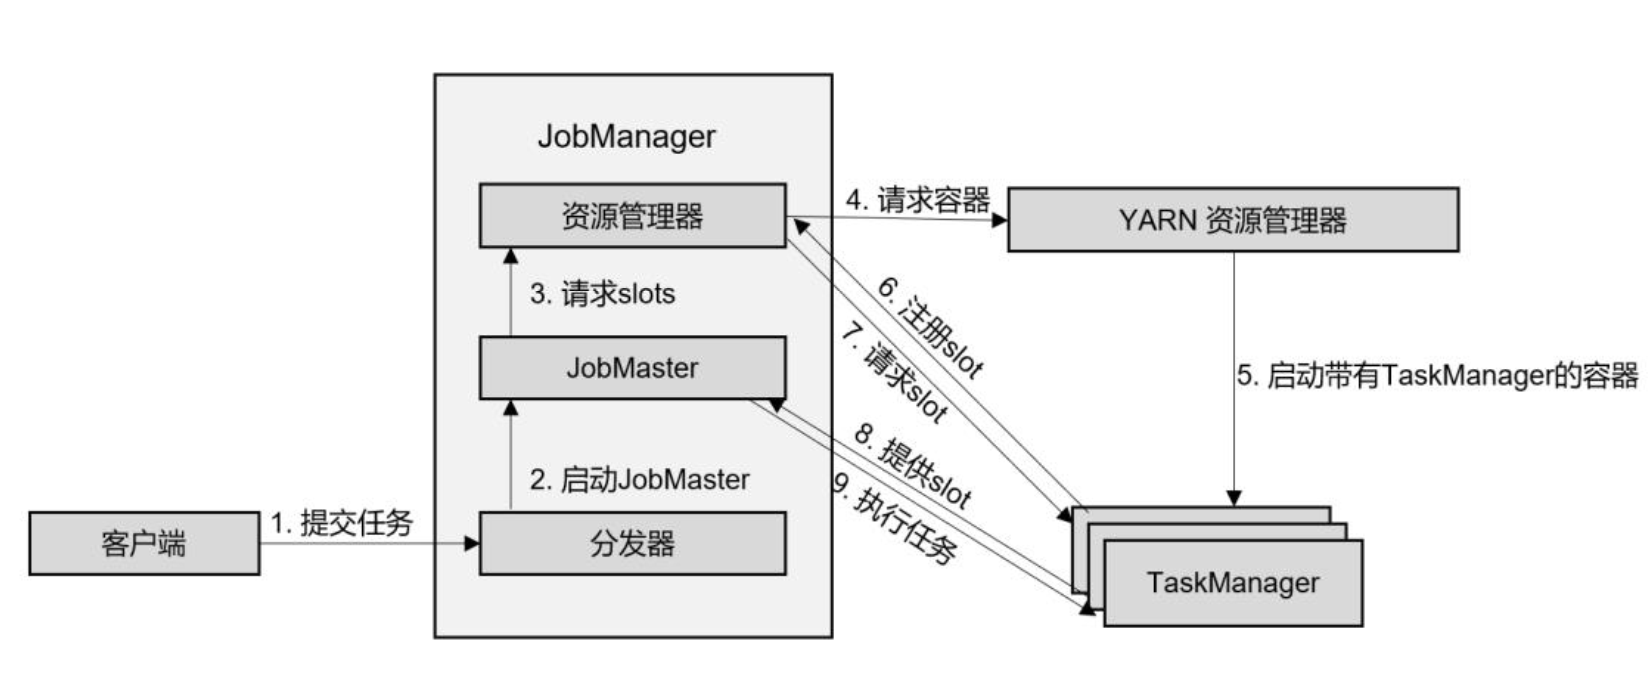 JobManager
资源管理器
4. 请求容器
YARN 资源管理器
3. 请求slots
6. 注册slot
7. 请求slot
JobMaster
5. 启动带有TaskManager的容器
8. 提供slot
2. 启动JobMaster
9. 执行任务
客户端
1. 提交任务
分发器
TaskManager